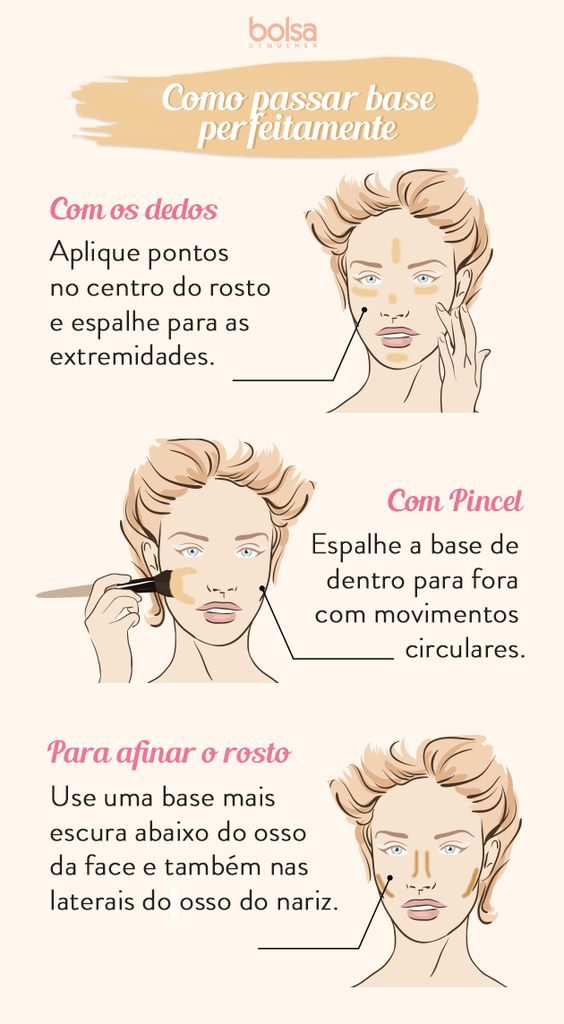 bolsa
DE MULHER
Como passar base
perfeitamente
Com os dedos
Aplique pontos
no centro do rosto
e espalhe para as
extremidades.
Com Pincel
Espalhe a base de
dentro para fora
com movimentos
circulares.
Para afinar o rosto
Use uma base mais
escura abaixo do osso
da face e também nas
laterais do osso do nariz.